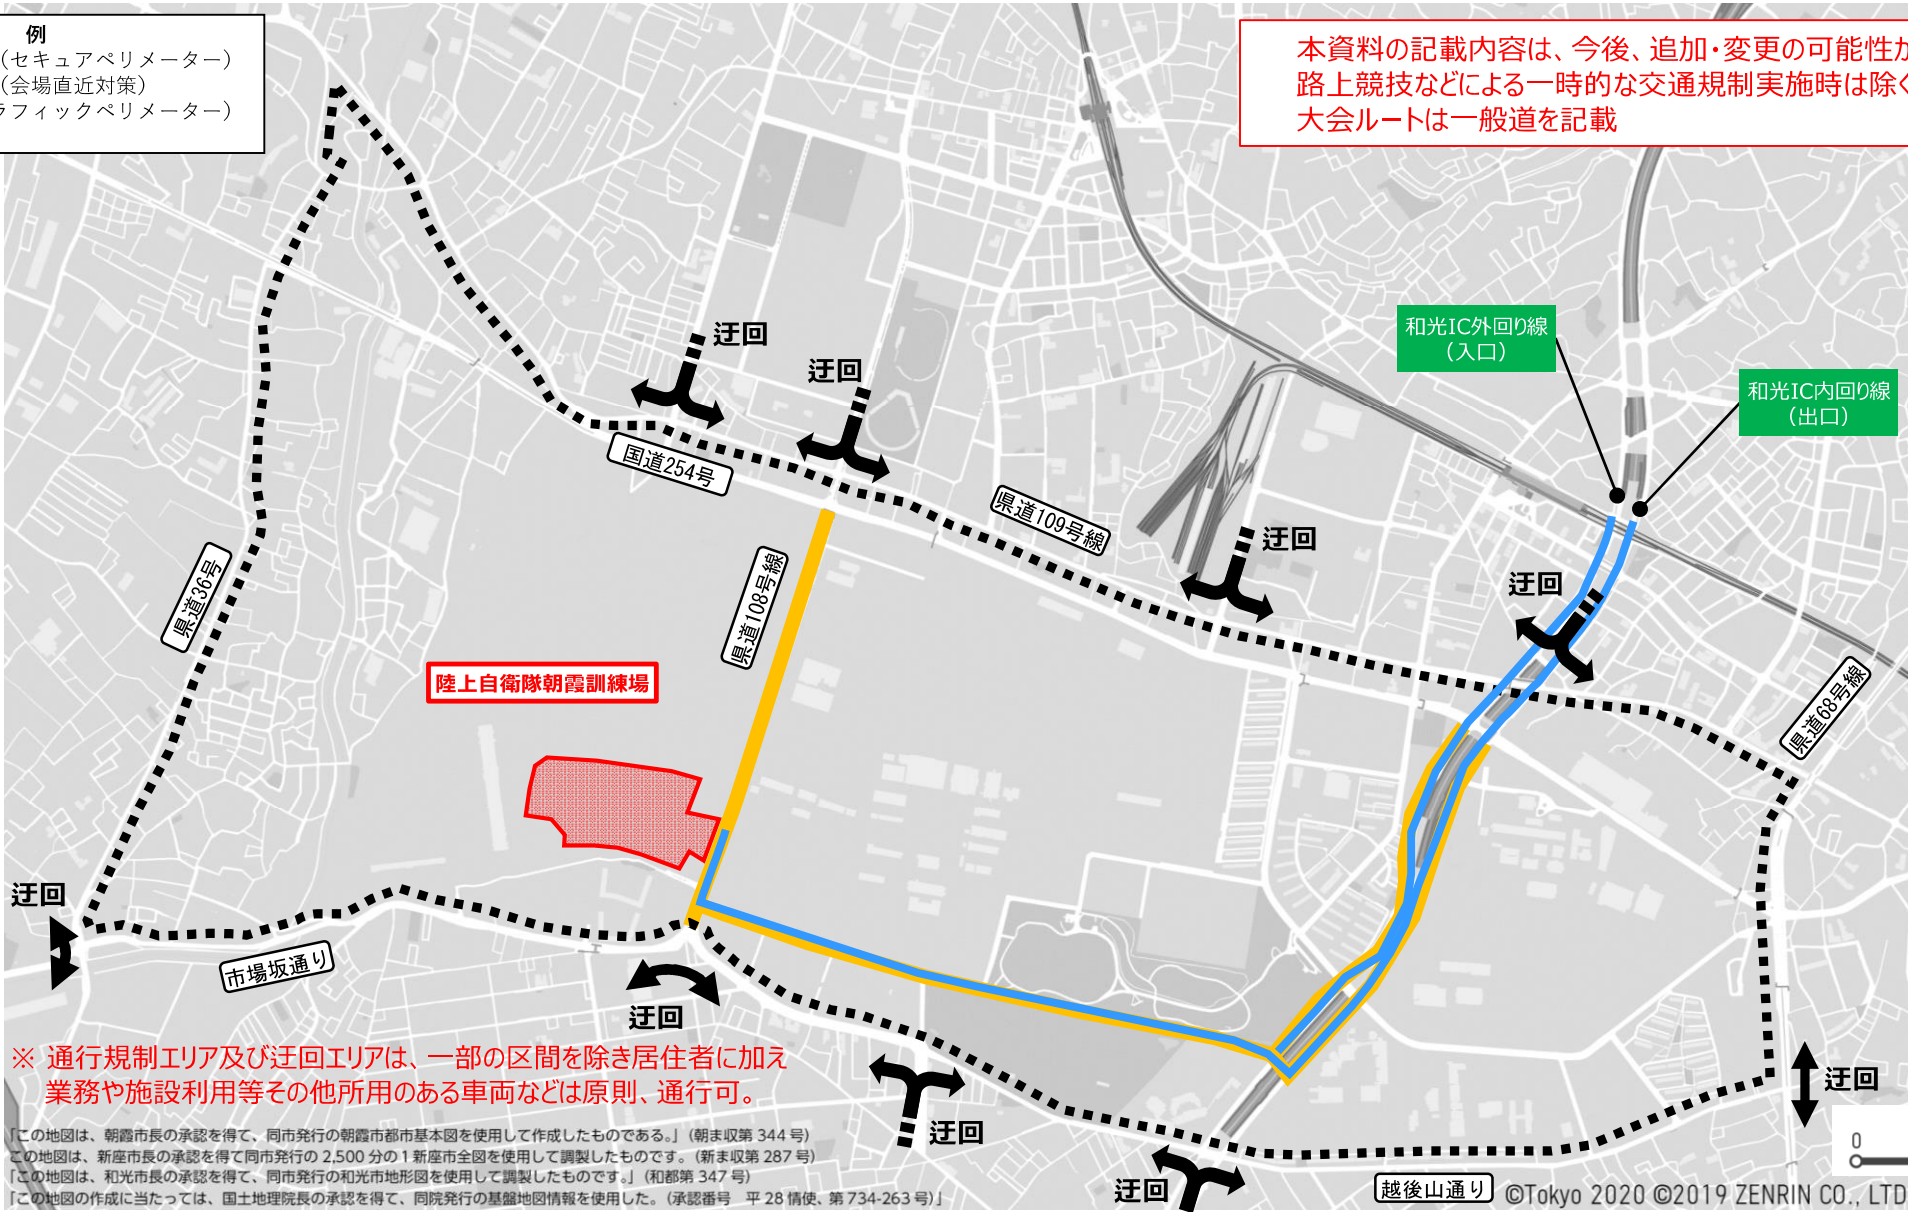 例
（セキュアペリメーター）
（会場直近対策）
ラフィックペリメーター）
本資料の記載内容は、今後、追加・変更の可能性が
路上競技などによる一時的な交通規制実施時は除く
大会ルートは一般道を記載
迂回
迂回
和光IC外回り線
（入口）
和光IC内回り線
（出口）
国道254号
県道109号線
迂回
県道108号線
県道36号
迂回
県道68号線
陸上自衛隊朝霞訓練場
迂回
市場坂通り
迂回
※ 通行規制エリア及び迂回エリアは、一部の区間を除き居住者に加え
業務や施設利用等その他所用のある車両などは原則、通行可。
迂回
迂回
迂回
越後山通り
0
「この地図は、朝霞市長の承認を得て、同市発行の朝霞市都市基本図を使用して作成したものである。」（朝ま収第 344 号）
この地図は、新座市長の承認を得て同市発行の 2,500 分の 1 新座市全図を使用して調製したものです。（新ま収第 287 号）
「この地図は、和光市長の承認を得て、同市発行の和光市地形図を使用して調製したものです。」（和都第 347 号）
「この地図の作成に当たっては、国土地理院長の承認を得て、同院発行の基盤地図情報を使用した。（承認番号　平 28 情使、第 734-263 号）」
©Tokyo 2020 ©2019 ZENRIN CO., LTD